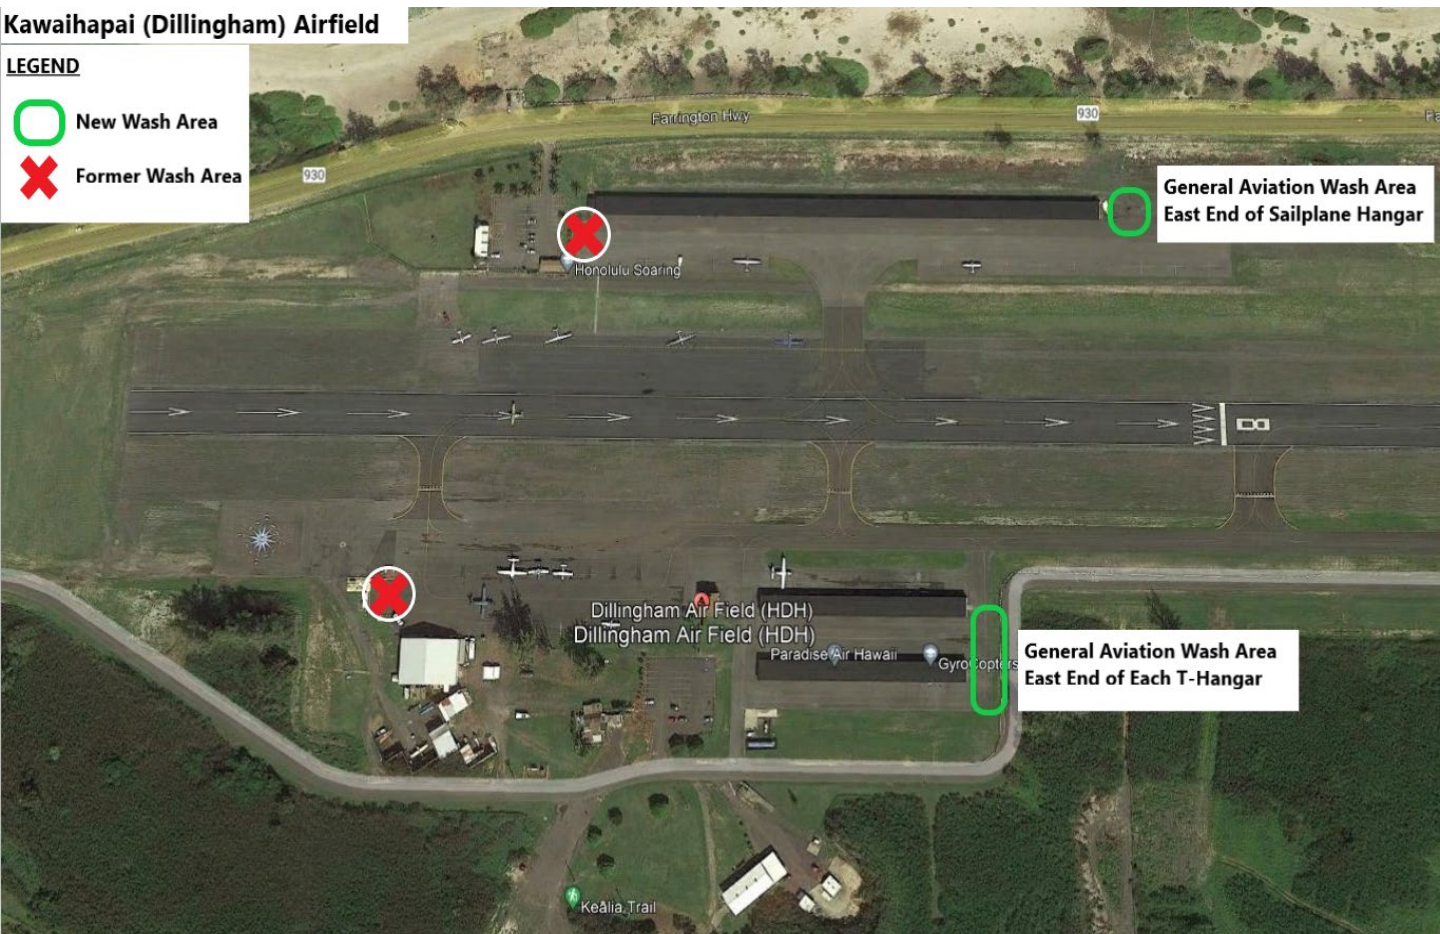 Kawaihapai (Dillingham) Airfield
LEGEND
New Wash Area
Former Wash Area
Farrington Hwy
930
930
General Aviation Wash Area
East End of Sailplane Hangar
Honolulu Soaring
8
Dillingham Air Field (HDH)
Dillingham Air Field (HDH)
Paradise Air Hawaii
GyroCopters
General Aviation Wash Area
East End of Each T-Hangar
Kealia Trail